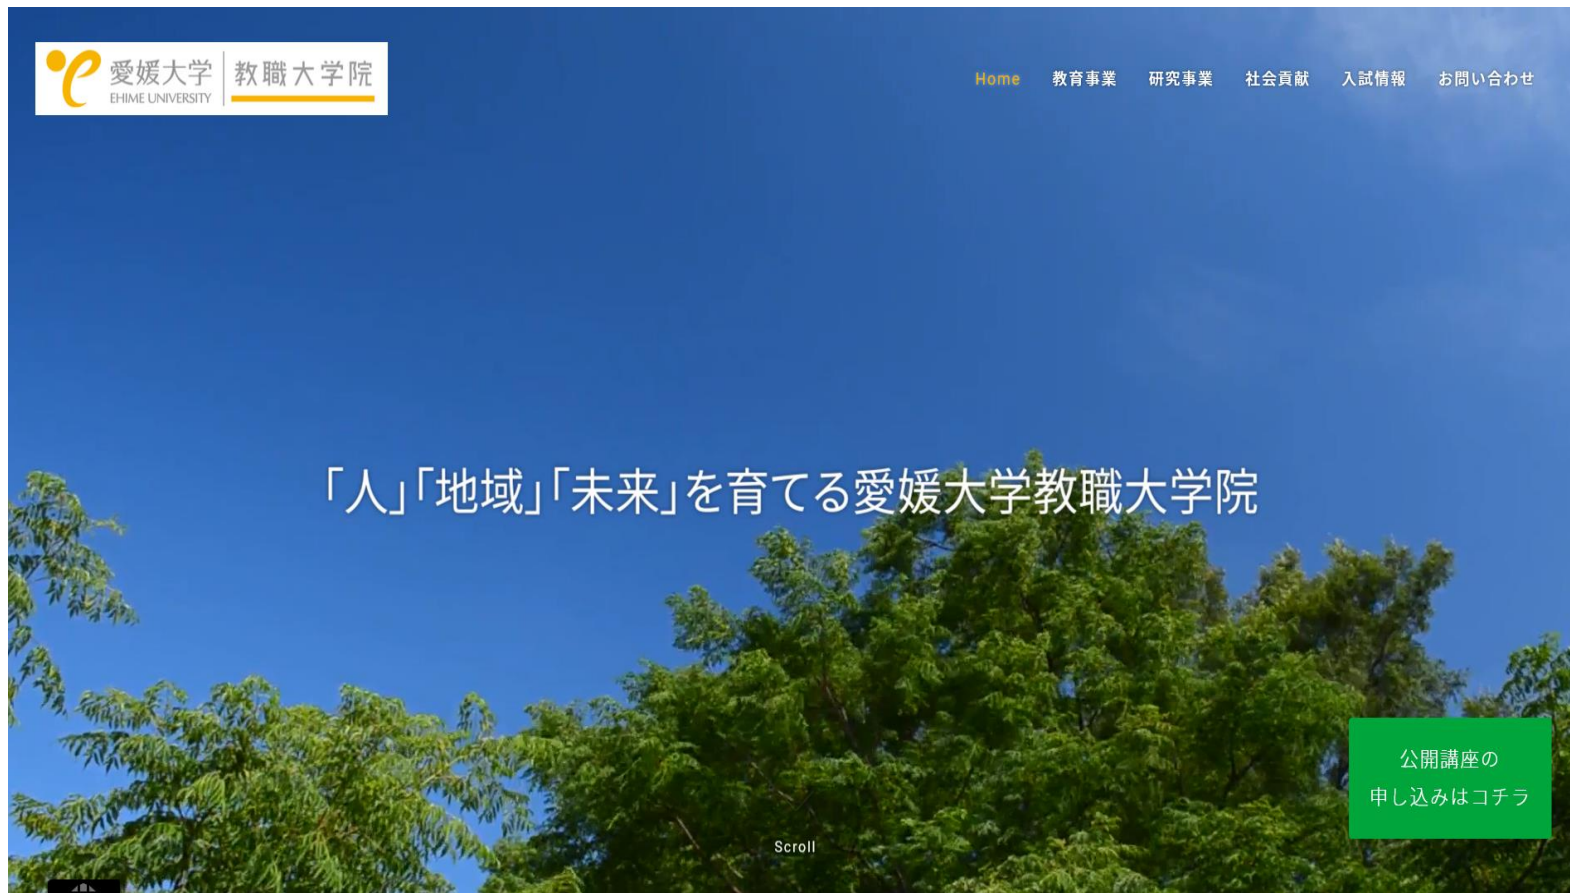 愛媛大学
EHIME UNIVERSITY
教職大学院
Home 教育事業 研究事業 社会貢献 入試情報 お問い合わせ
「人」「地域」「未来」を育てる愛媛大学教職大学院
公開講座の
申し込みはコチラ
Scroll